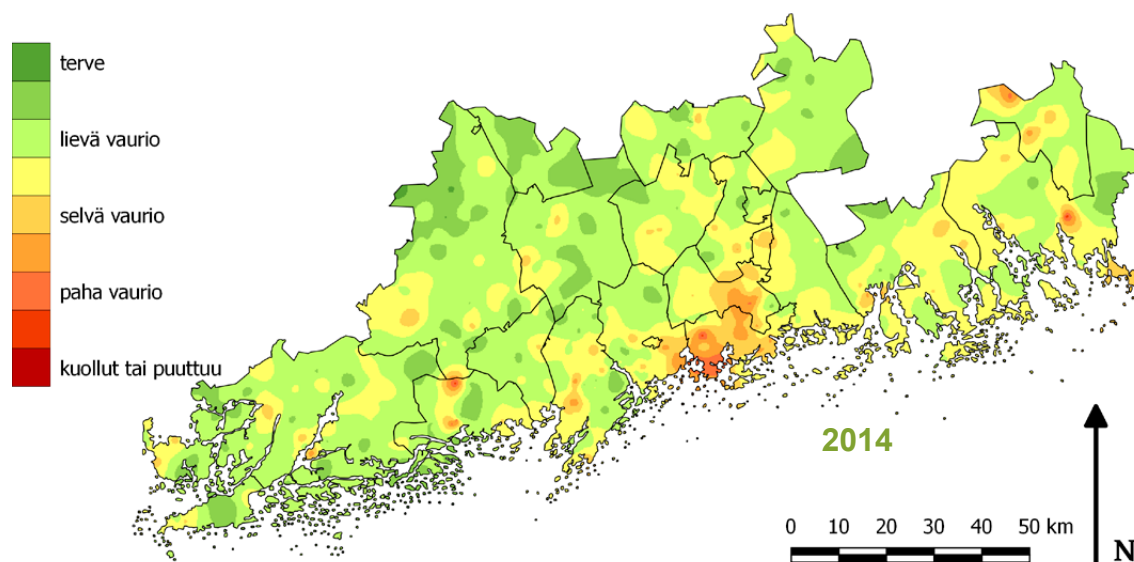 terve
lievä vaurio
selvä vaurio
paha vaurio
kuollut tai puuttuu
2014
0 10 20 30 40 50 km
N